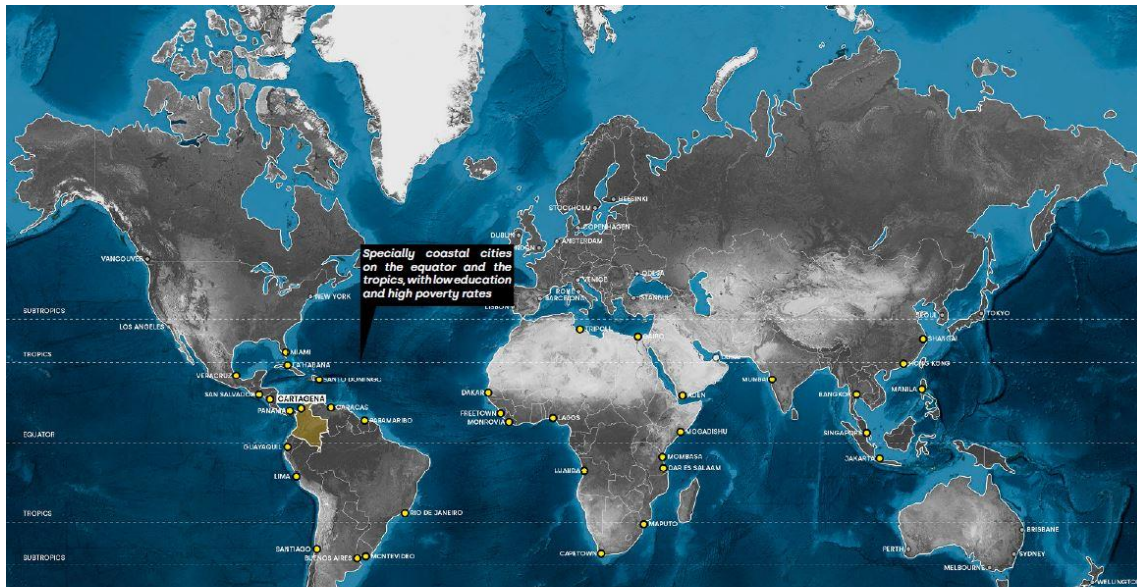 HELSINKI
STOCKHOLM
COPENHAGEN
DUBLIN
AMSTERDAM
Specially coastal cities
on the equator and the
tropics, with low education
and high poverty rates
VANCOUVER
ODESA
VENICE
NEW YORK
BARCELONA
ISTANBUL
LISBON
SUBTROPICS
TOKYO
SEOUL
LOS ANGELES
TRIPOLI
CAIRO
SHANGAI
MIAMI
TROPICS
LA HABANA
HONG KONG
VERACRUZ
SANTO DOMINGO
MUMBAI
MANILA
SAN SALVADOR
DAKAR
ADEN
BANGKOK
CARTAGENA
PANAMA
CARACAS
FREETOWN
LAGOS
PARAMARIBO
MONROVIA
MOGADISHU
SINGAPORE
EQUATOR
GUAYAQUIL
MOMBASA
JAKARTA
DAR ES SALAAM
LUANDA
LIMA
RIO DE JANEIRO
TROPICS
MAPUTO
BRISBANE
SANTIAGO
PERTH
SYDNEY
CAPETOWN
SUBTROPICS
BUENOS AIRES
MONTEVIDEO
MELBOURNE
WELLINGTON